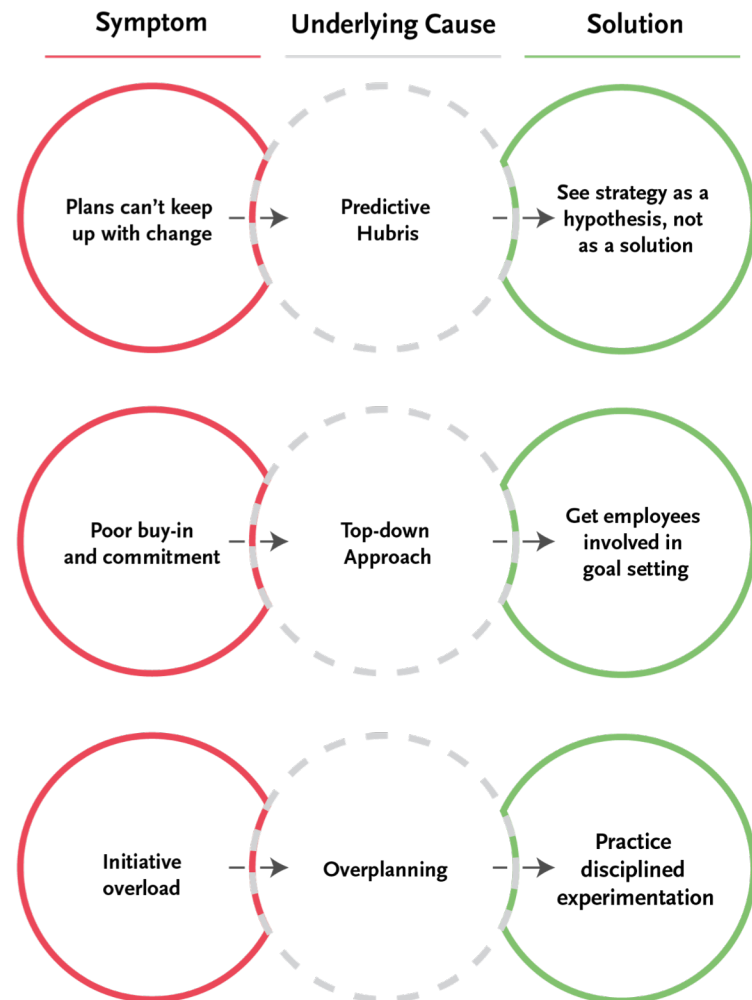 Symptom
Underlying Cause
Solution
Plans can't keep
up with change
Predictive
Hubris
See strategy as a
hypothesis, not
as a solution
Poor buy-in
and commitment
Top-down
Approach
Get employees
involved in
goal setting
Initiative
overload
Overplanning
Practice
disciplined
experimentation